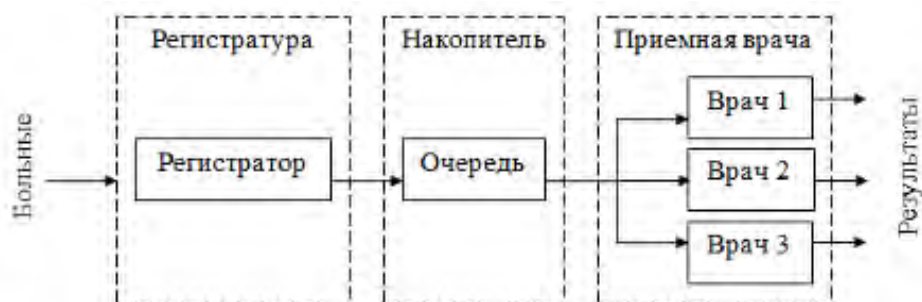 Регистратура
Накопитель
Приемная врача
Больные
Регистратор
Очередь
Врач 1
Врач 2
Врач 3
Результаты